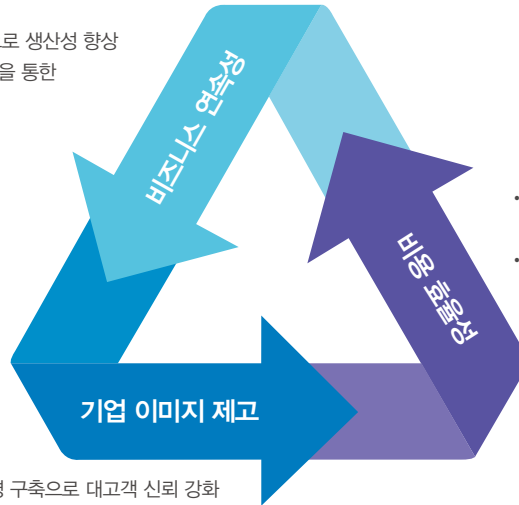 로 생산성 향상
을 통한
비즈니스 연속성
비용 효율성
기업 이미지 제고
구축으로 대고객 신뢰 강화